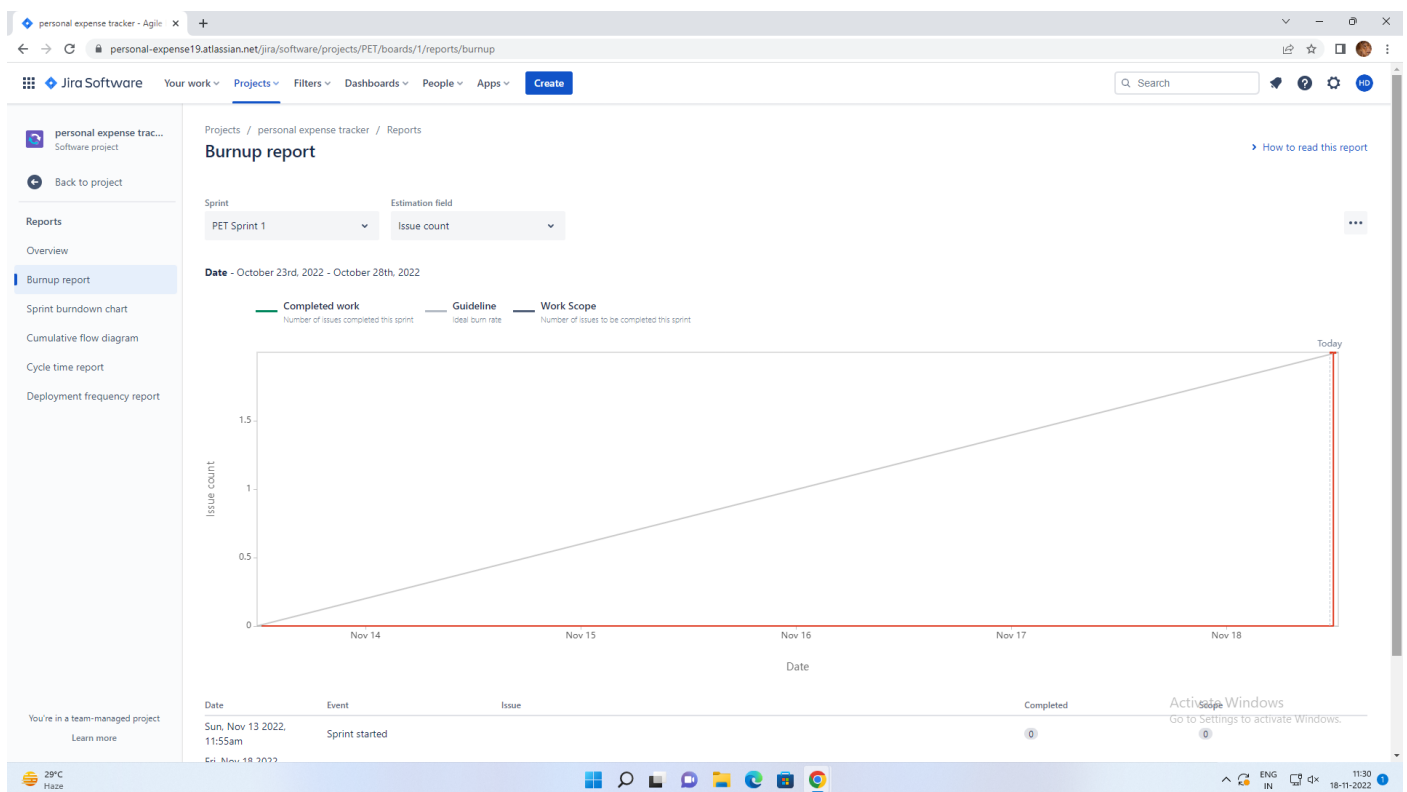 personal expense tracker - Agile
personal-expense19.atlassian.net/jira/software/projects/PET/boards/1/reports/burnup
Jira Software Your work Projects Filters Dashboards People Apps Create Search HD
personal expense trac...
Software project
Back to project
Reports
Overview
Burnup report
Sprint burndown chart
Cumulative flow diagram
Cycle time report
Deployment frequency report
You're in a team-managed project
Learn more
Projects / personal expense tracker / Reports
Burnup report
How to read this report
Sprint Estimation field
PET Sprint 1 Issue count
Date - October 23rd, 2022 - October 28th, 2022
Completed work Guideline Work Scope
Number of issues completed this sprint Ideal burn rate Number of issues to be completed this sprint
Today
1.5
1
0.5
0
Issue count
Nov 14 Nov 15 Nov 16 Nov 17 Nov 18
Date
Date Event Issue Completed Scope
Sun, Nov 13 2022, 11:55am Sprint started 0 0
Fri, Nov 18 2022
Activate Windows
Go to Settings to activate Windows.
29°C
Haze
ENG
IN
11:30
18-11-2022
1